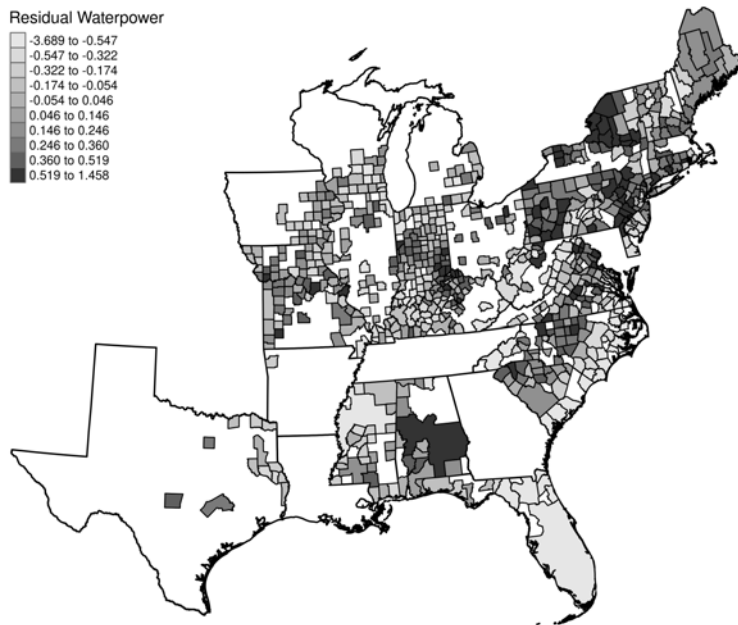 Residual Waterpower
-3.689 to -0.547
-0.547 to -0.322
-0.322 to -0.174
-0.174 to -0.054
-0.054 to 0.046
0.046 to 0.146
0.146 to 0.246
0.246 to 0.360
0.360 to 0.519
0.519 to 1.458